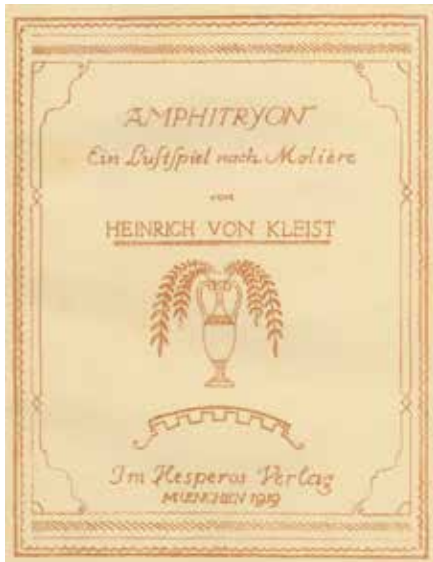 AMPHITRYON
Ein Lustspiel nach Molière
von
HEINRICH VON KLEIST
Im Hesperos Verlag
MUENCHEN 1919